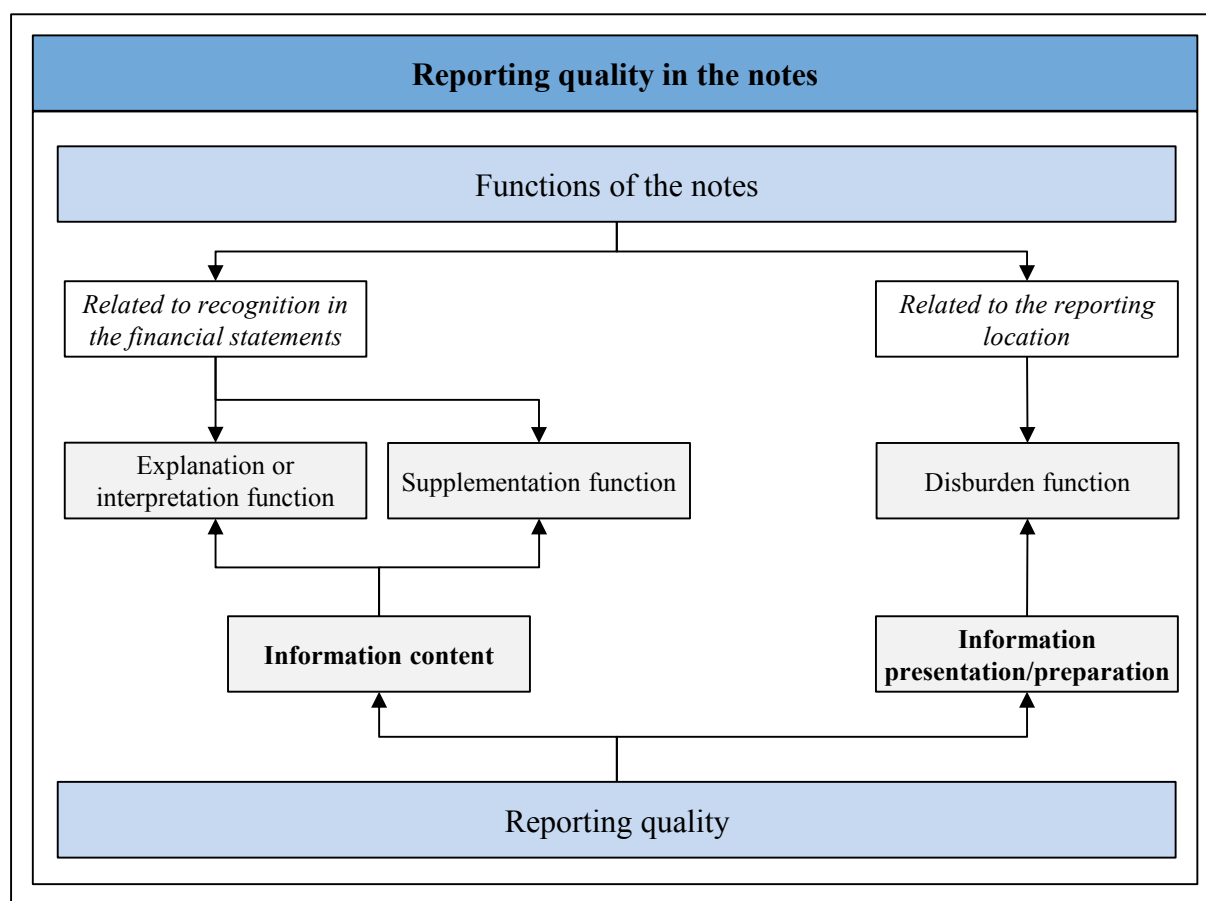 Reporting quality in the notes
Functions of the notes
Related to recognition in
the financial statements
Related to the reporting
location
Explanation or
interpretation function
Supplementation function
Disburden function
Information content
Information
presentation/preparation
Reporting quality